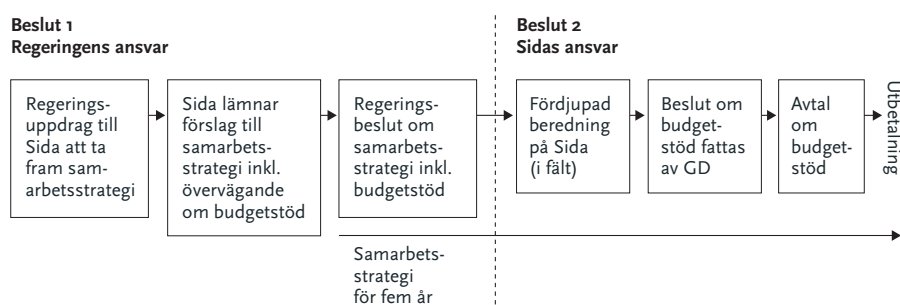 Beslut 1
Regeringens ansvar
Beslut 2
Sidas ansvar
Regerings-
uppdrag till
Sida att ta
fram sam-
arbetsstrategi
Sida lämnar
förslag till
samarbets-
strategi inkl.
övervägande
om budgetstöd
Regerings-
beslut om
samarbets-
strategi inkl.
budgetstöd
Fördjupad
beredning
på Sida
(i fält)
Beslut om
budget-
stöd fattas
av GD
Avtal
om
budget-
stöd
Utbetalning
Samarbets-
strategi
för fem år